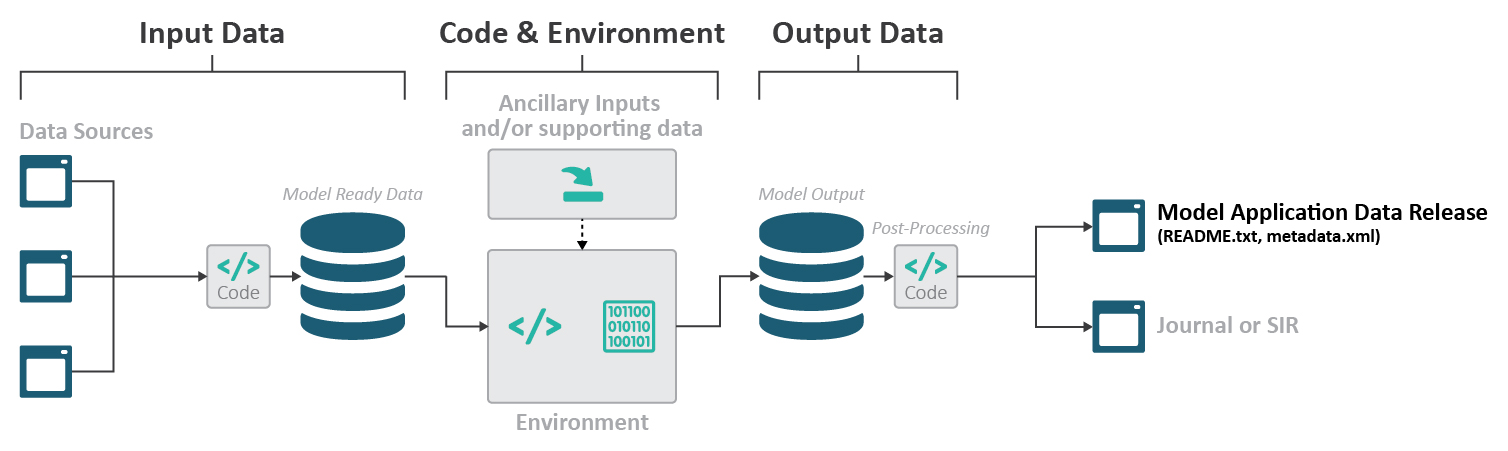 Input Data
Code & Environment
Output Data
Data Sources
Ancillary Inputs
and/or supporting data
Model Ready Data
Model Output
Post-Processing
</>
Code
</>
101100
010110
100101
</>
Code
Environment
Model Application Data Release
(README.txt, metadata.xml)
Journal or SIR